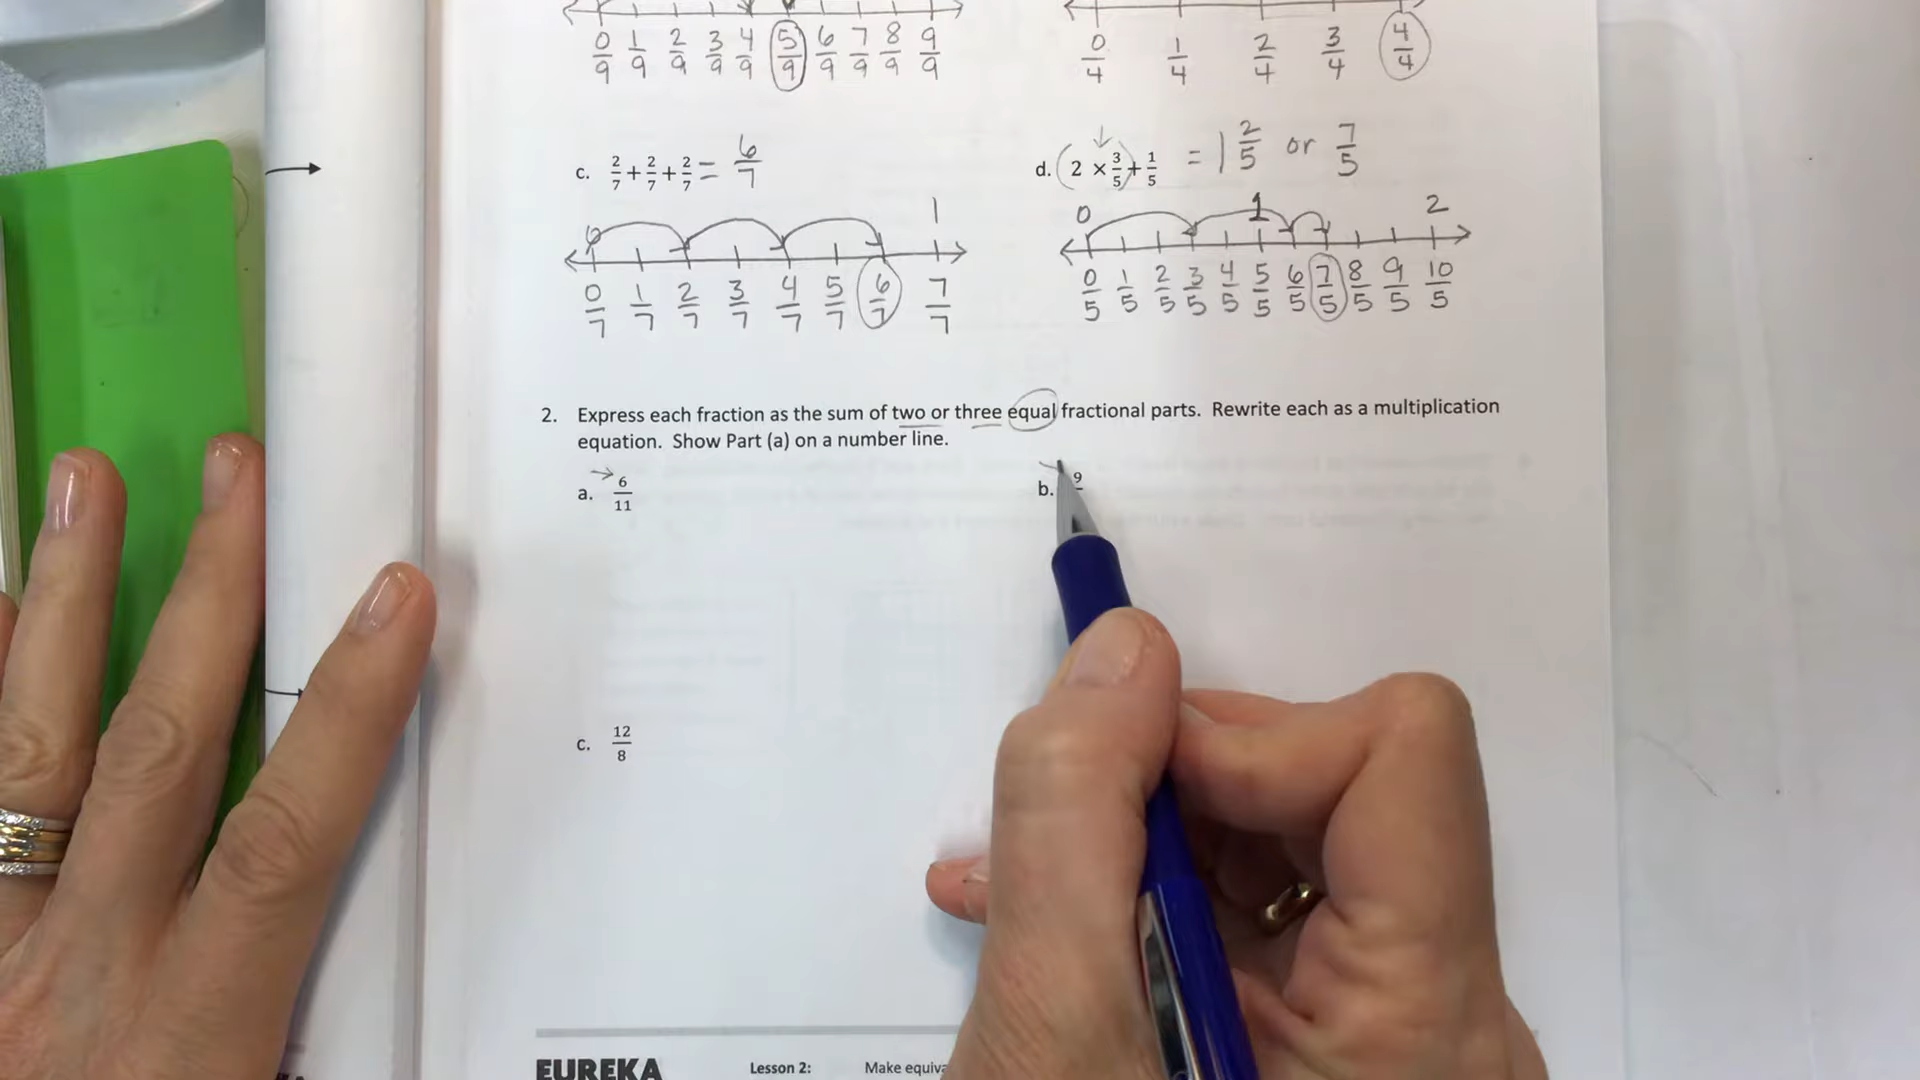 0/9 1/9 2/9 3/9 4/9 5/9 6/9 7/9 8/9 9/9
0/4 1/4 2/4 3/4 4/4
c. 2/7 + 2/7 + 2/7 = 6/7
0 1
0/7 1/7 2/7 3/7 4/7 5/7 6/7 7/7
d. (2 × 3/5) + 1/5 = 1 2/5 or 7/5
0 1 2
0/5 1/5 2/5 3/5 4/5 5/5 6/5 7/5 8/5 9/5 10/5
2. Express each fraction as the sum of two or three equal fractional parts. Rewrite each as a multiplication
equation. Show Part (a) on a number line.
a. 6/11
b. 9
c. 12/8
EUREKA
Lesson 2:
Make